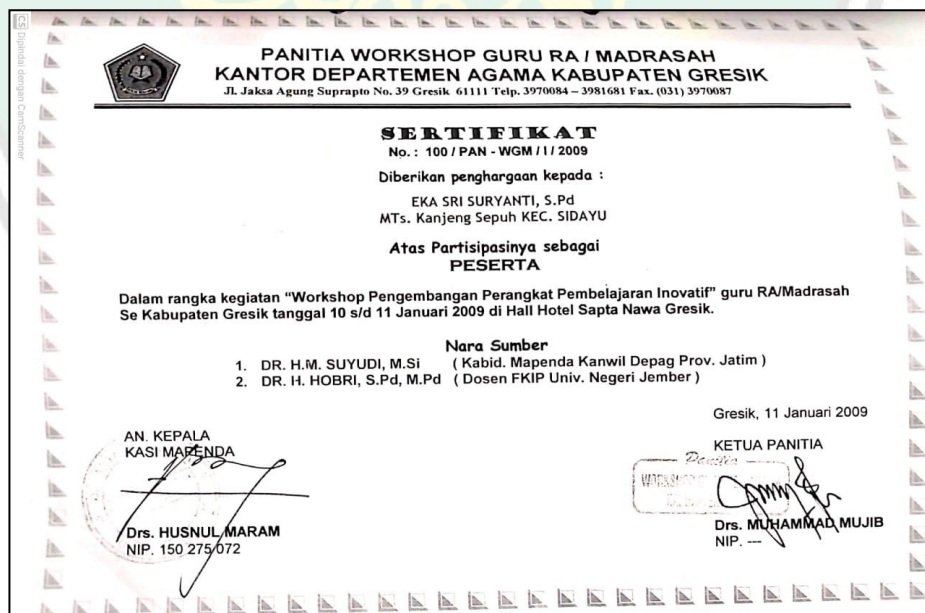 CS Dipindai dengan CamScanner
PANITIA WORKSHOP GURU RA / MADRASAH
KANTOR DEPARTEMEN AGAMA KABUPATEN GRESIK
Jl. Jaksa Agung Suprapto No. 39 Gresik 61111 Telp. 3970084 – 3981681 Fax. (031) 3970087
SERTIFIKAT
No. : 100 / PAN - WGM / I / 2009
Diberikan penghargaan kepada :
EKA SRI SURYANTI, S.Pd
MTs. Kanjeng Sepuh KEC. SIDAYU
Atas Partisipasinya sebagai
PESERTA
Dalam rangka kegiatan “Workshop Pengembangan Perangkat Pembelajaran Inovatif” guru RA/Madrasah
Se Kabupaten Gresik tanggal 10 s/d 11 Januari 2009 di Hall Hotel Sapta Nawa Gresik.
Nara Sumber
1. DR. H.M. SUYUDI, M.Si ( Kabid. Mapenda Kanwil Depag Prov. Jatim )
2. DR. H. HOBRI, S.Pd, M.Pd ( Dosen FKIP Univ. Negeri Jember )
Gresik, 11 Januari 2009
AN. KEPALA
KASI MAPENDA
Drs. HUSNUL MARAM
NIP. 150 275 072
KETUA PANITIA
Panitia
Drs. MUHAMMAD MUJIB
NIP. ---